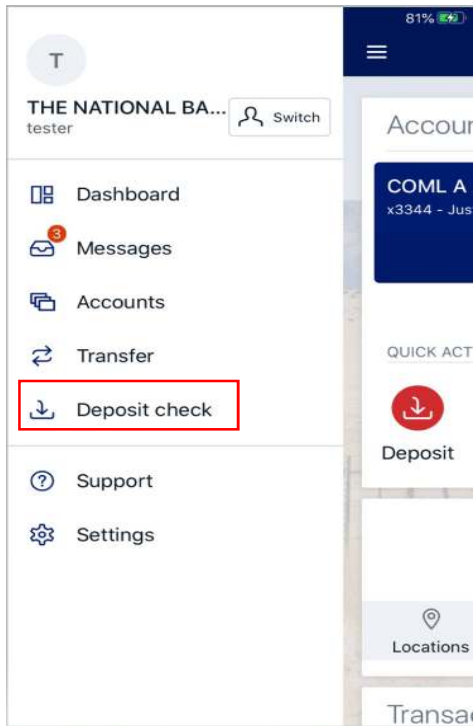 T
THE NATIONAL BA...
tester
Switch
Dashboard
3
Messages
Accounts
Transfer
Deposit check
Support
Settings
81%
Accoun
COML A
x3344 - Jus
QUICK ACT
Deposit
Locations
Transac